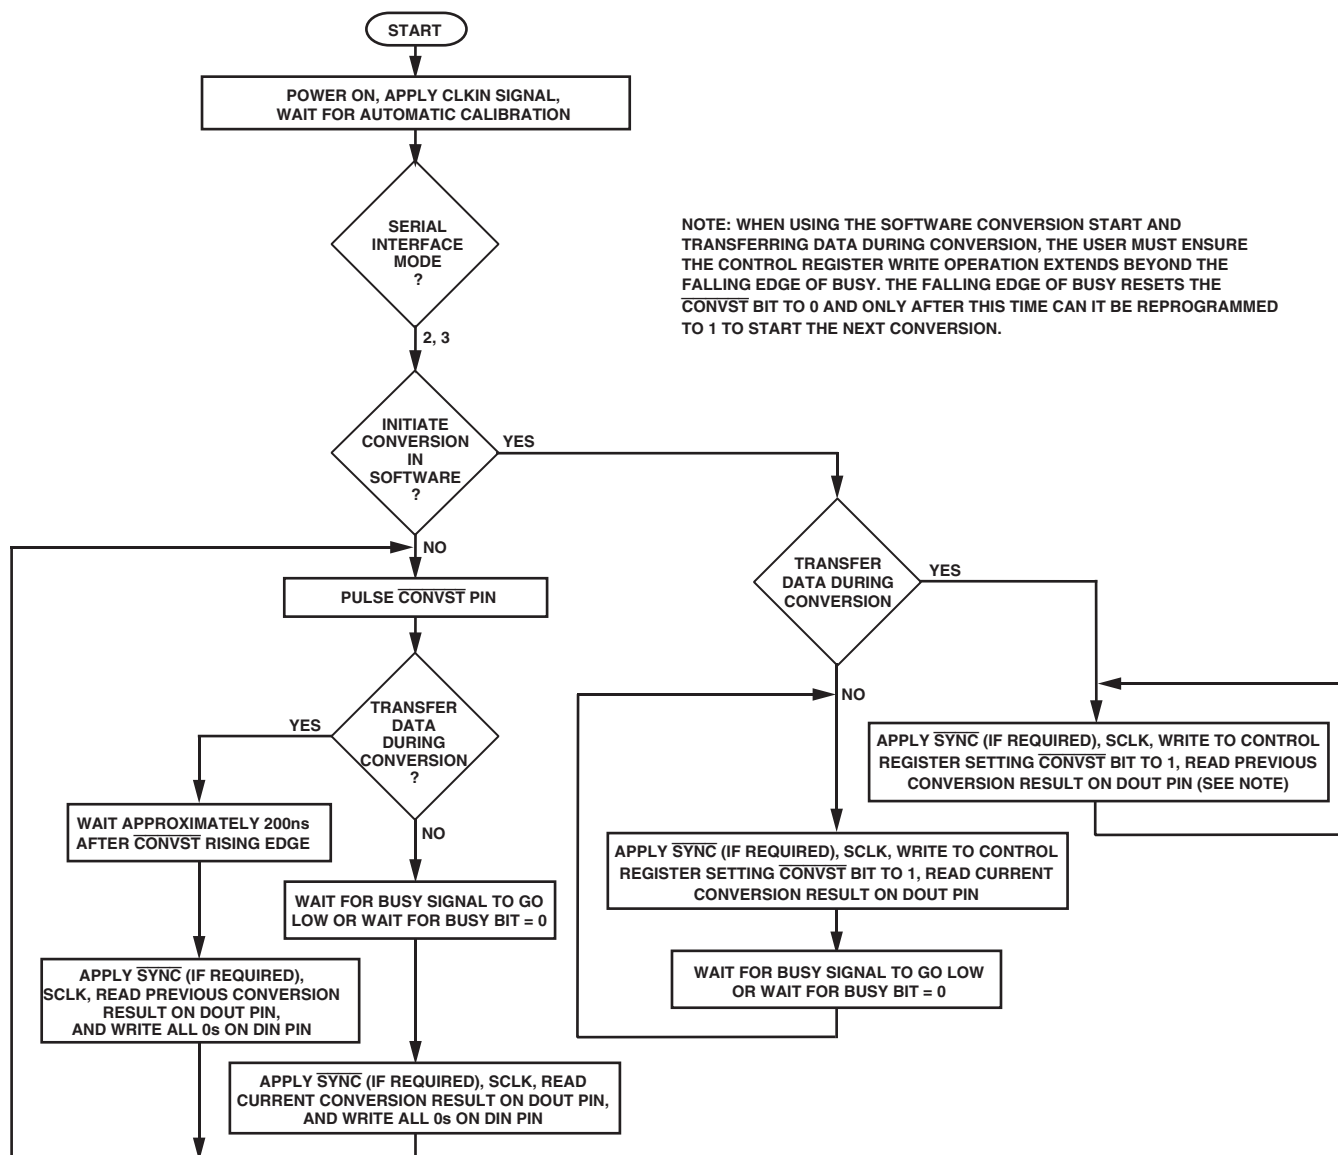 START
POWER ON, APPLY CLKIN SIGNAL,
WAIT FOR AUTOMATIC CALIBRATION
SERIAL
INTERFACE
MODE
?
NOTE: WHEN USING THE SOFTWARE CONVERSION START AND
TRANSFERRING DATA DURING CONVERSION, THE USER MUST ENSURE
THE CONTROL REGISTER WRITE OPERATION EXTENDS BEYOND THE
FALLING EDGE OF BUSY. THE FALLING EDGE OF BUSY RESETS THE
CONVST BIT TO 0 AND ONLY AFTER THIS TIME CAN IT BE REPROGRAMMED
TO 1 TO START THE NEXT CONVERSION.
2, 3
INITIATE
CONVERSION
IN
SOFTWARE
?
YES
NO
PULSE CONVST PIN
TRANSFER
DATA DURING
CONVERSION
YES
NO
TRANSFER
DATA
DURING
CONVERSION
?
YES
NO
APPLY SYNC (IF REQUIRED), SCLK, WRITE TO CONTROL
REGISTER SETTING CONVST BIT TO 1, READ PREVIOUS
CONVERSION RESULT ON DOUT PIN (SEE NOTE)
WAIT APPROXIMATELY 200ns
AFTER CONVST RISING EDGE
APPLY SYNC (IF REQUIRED), SCLK, WRITE TO CONTROL
REGISTER SETTING CONVST BIT TO 1, READ CURRENT
CONVERSION RESULT ON DOUT PIN
WAIT FOR BUSY SIGNAL TO GO
LOW OR WAIT FOR BUSY BIT = 0
WAIT FOR BUSY SIGNAL TO GO LOW
OR WAIT FOR BUSY BIT = 0
APPLY SYNC (IF REQUIRED),
SCLK, READ PREVIOUS CONVERSION
RESULT ON DOUT PIN,
AND WRITE ALL 0s ON DIN PIN
APPLY SYNC (IF REQUIRED), SCLK, READ
CURRENT CONVERSION RESULT ON DOUT PIN,
AND WRITE ALL 0s ON DIN PIN